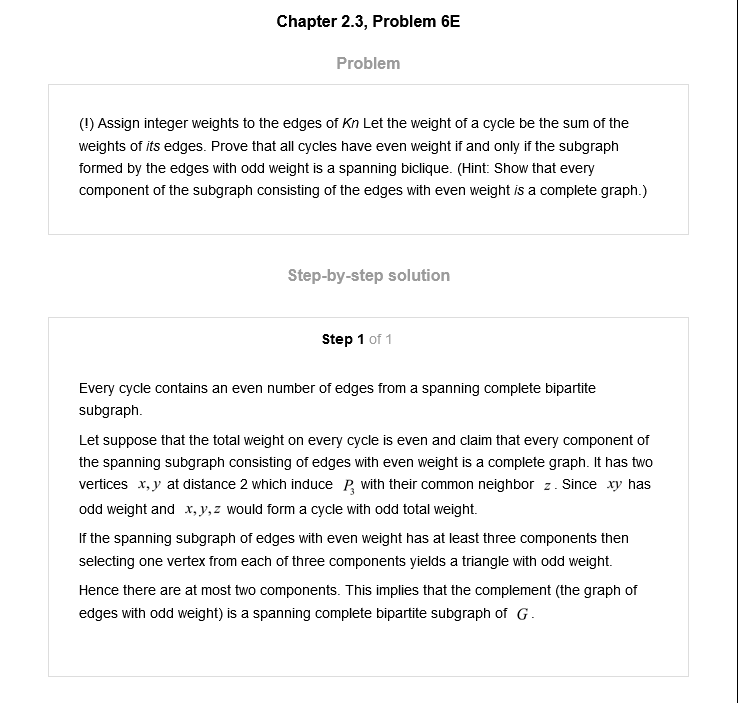 Chapter 2.3, Problem 6E
Problem
(!) Assign integer weights to the edges of Kn Let the weight of a cycle be the sum of the
weights of its edges. Prove that all cycles have even weight if and only if the subgraph
formed by the edges with odd weight is a spanning biclique. (Hint: Show that every
component of the subgraph consisting of the edges with even weight is a complete graph.)
Step-by-step solution
Step 1 of 1
Every cycle contains an even number of edges from a spanning complete bipartite
subgraph.
Let suppose that the total weight on every cycle is even and claim that every component of
the spanning subgraph consisting of edges with even weight is a complete graph. It has two
vertices x, y at distance 2 which induce P₃ with their common neighbor z. Since xy has
odd weight and x, y, z would form a cycle with odd total weight.
If the spanning subgraph of edges with even weight has at least three components then
selecting one vertex from each of three components yields a triangle with odd weight.
Hence there are at most two components. This implies that the complement (the graph of
edges with odd weight) is a spanning complete bipartite subgraph of G.